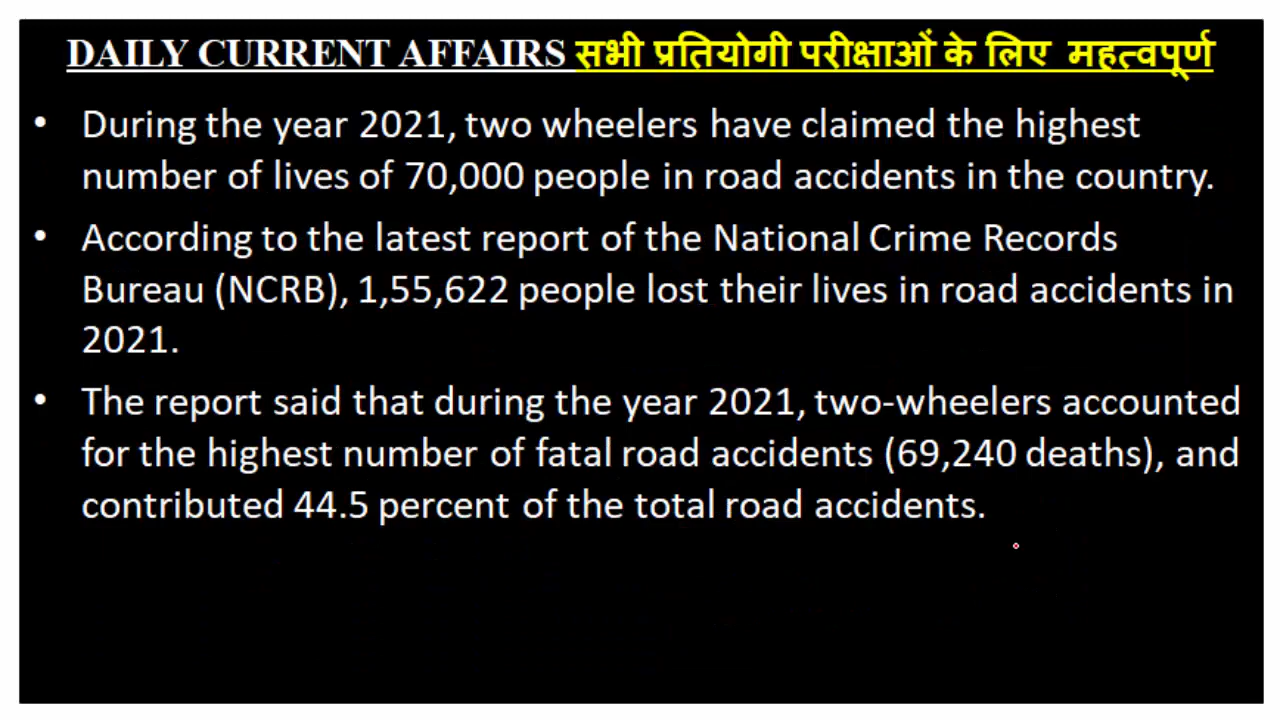 DAILY CURRENT AFFAIRS सभी प्रतियोगी परीक्षाओं के लिए महत्वपूर्ण
• During the year 2021, two wheelers have claimed the highest
number of lives of 70,000 people in road accidents in the country.
• According to the latest report of the National Crime Records
Bureau (NCRB), 1,55,622 people lost their lives in road accidents in
2021.
• The report said that during the year 2021, two-wheelers accounted
for the highest number of fatal road accidents (69,240 deaths), and
contributed 44.5 percent of the total road accidents.